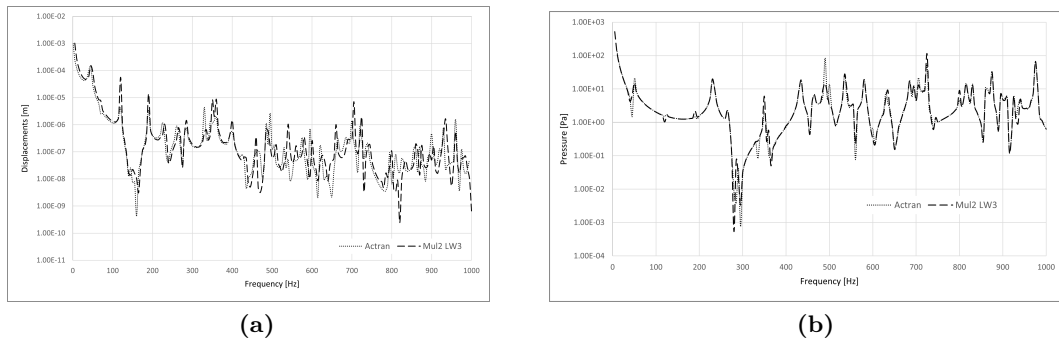 1.00E-02
1.00E-03
1.00E-04
1.00E-05
1.00E-06
1.00E-07
1.00E-08
1.00E-09
1.00E-10
1.00E-11
Displacements [m]
0 100 200 300 400 500 600 700 800 900 1000
Frequency [Hz]
Actran Mul2 LW3
(a)
1.00E+03
1.00E+02
1.00E+01
1.00E+00
1.00E-01
1.00E-02
1.00E-03
1.00E-04
Pressure [Pa]
0 100 200 300 400 500 600 700 800 900 1000
Frequency [Hz]
Actran Mul2 LW3
(b)